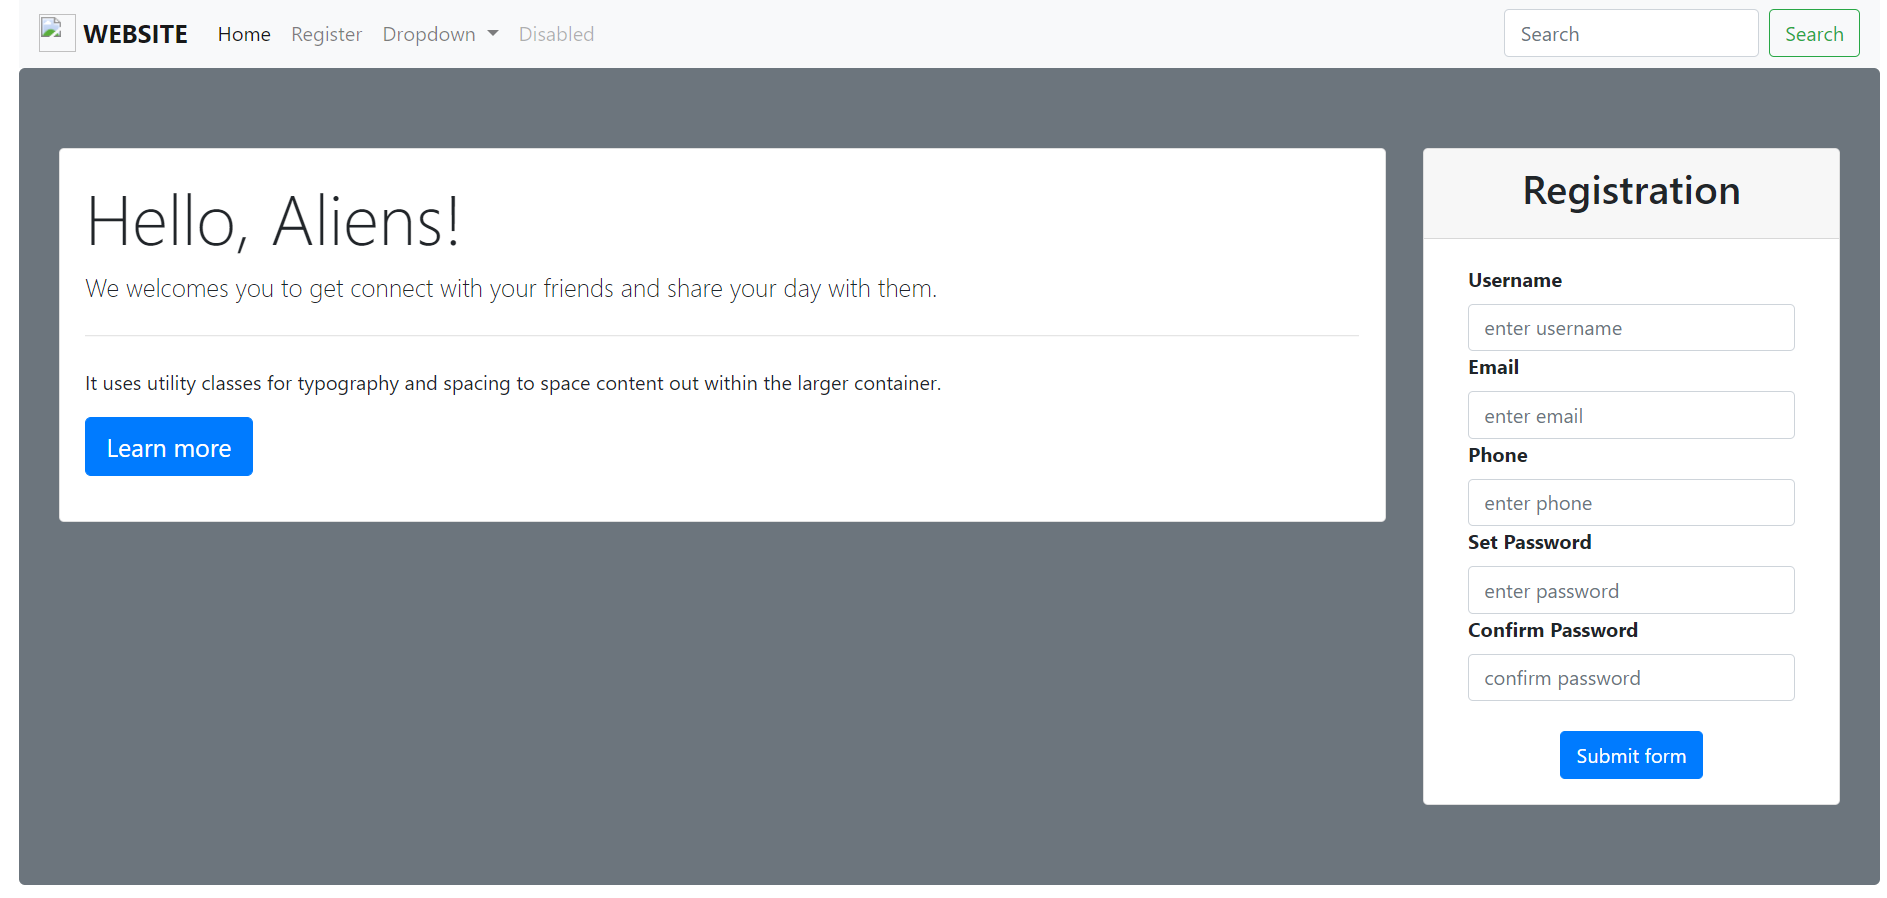 WEBSITE Home Register Dropdown Disabled Search Search
Hello, Aliens!
We welcomes you to get connect with your friends and share your day with them.
It uses utility classes for typography and spacing to space content out within the larger container.
Learn more
Registration
Username
enter username
Email
enter email
Phone
enter phone
Set Password
enter password
Confirm Password
confirm password
Submit form